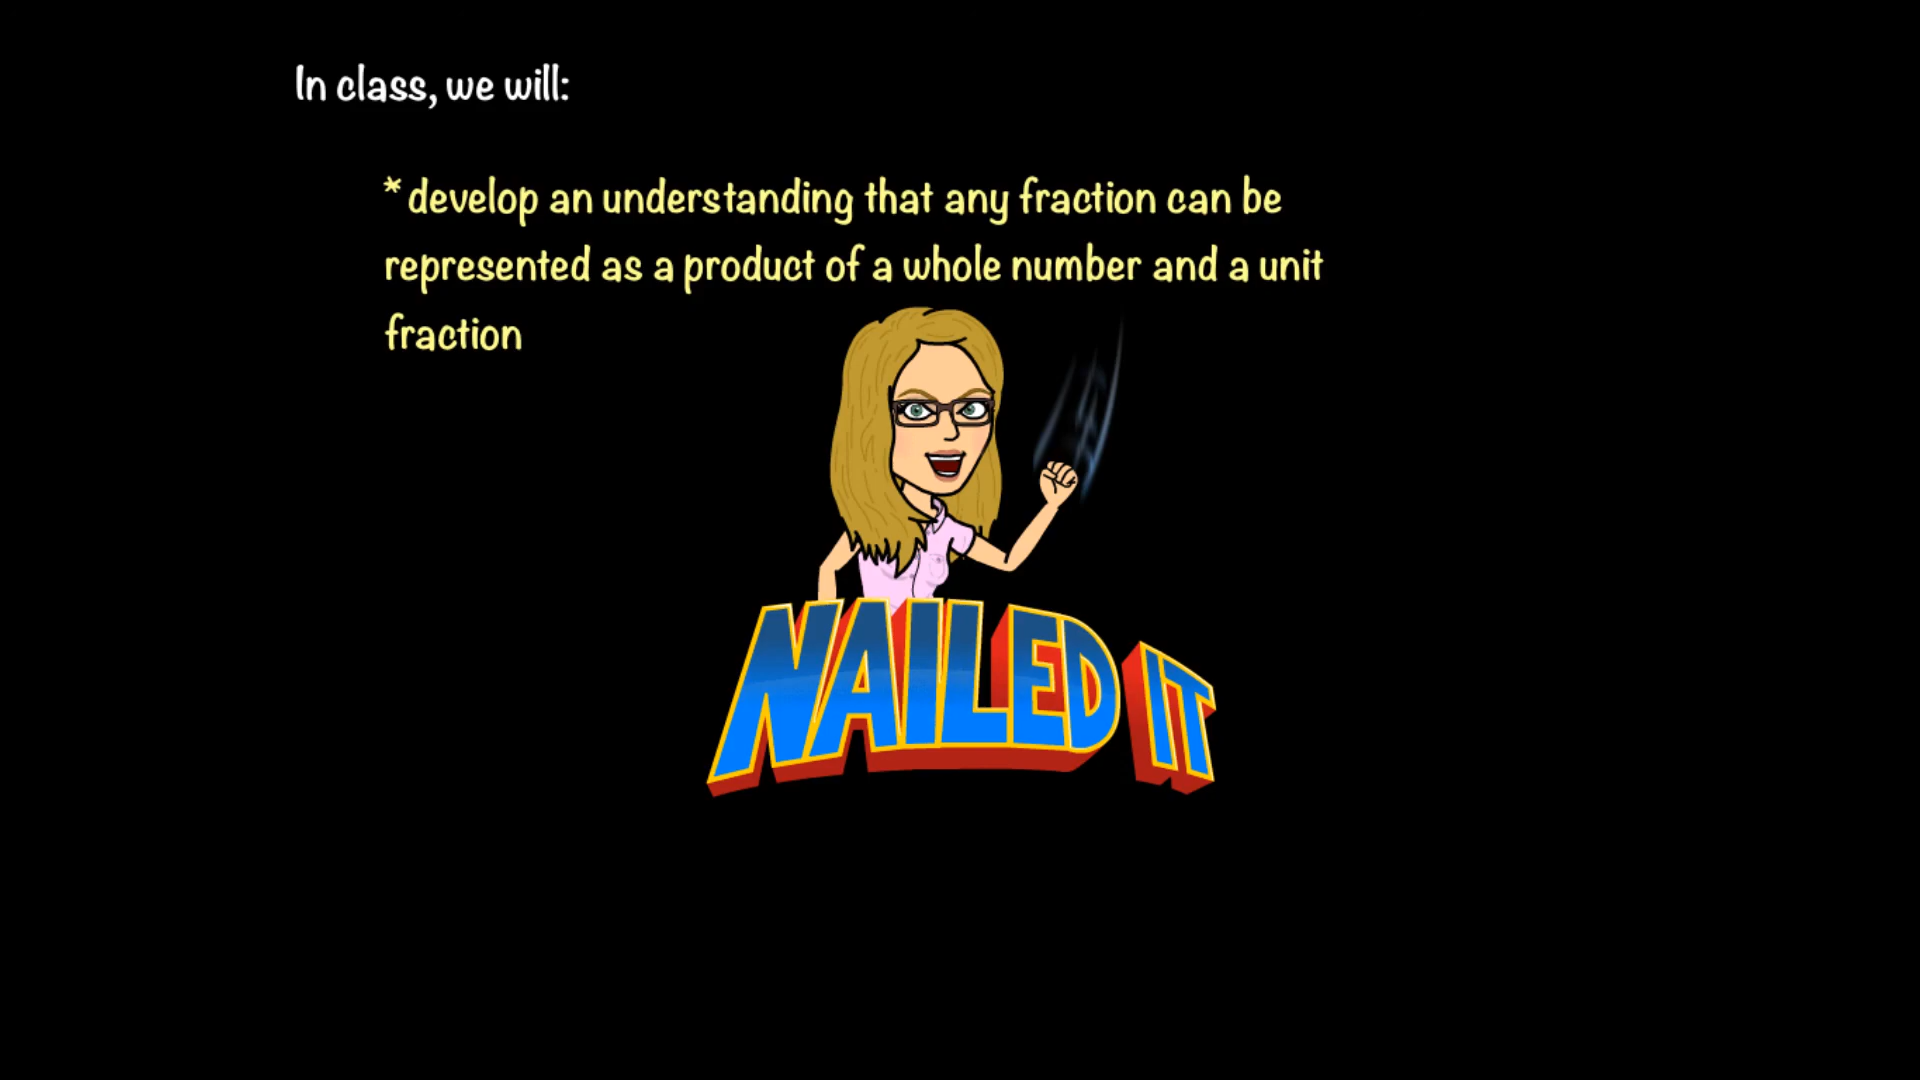 In class, we will:
* develop an understanding that any fraction can be
represented as a product of a whole number and a unit
fraction
NAILED IT